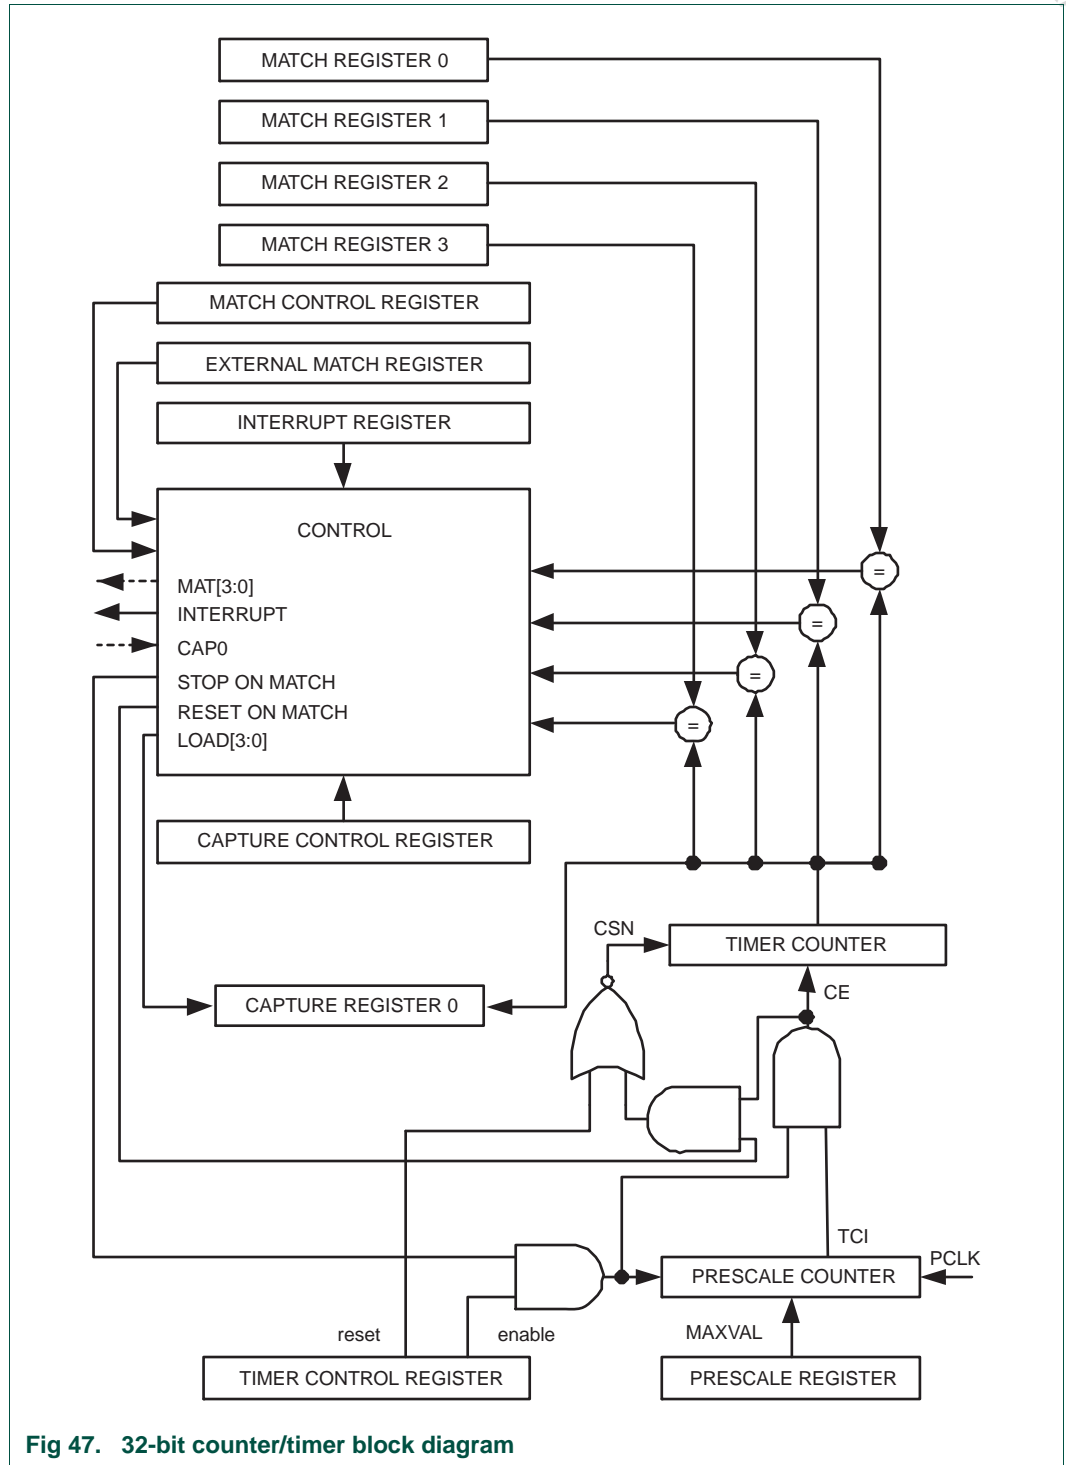 MATCH REGISTER 0
MATCH REGISTER 1
MATCH REGISTER 2
MATCH REGISTER 3
MATCH CONTROL REGISTER
EXTERNAL MATCH REGISTER
INTERRUPT REGISTER
CONTROL
=
MAT[3:0]
INTERRUPT
=
CAP0
STOP ON MATCH
=
RESET ON MATCH
=
LOAD[3:0]
CAPTURE CONTROL REGISTER
CSN
TIMER COUNTER
CE
CAPTURE REGISTER 0
TCI
PCLK
PRESCALE COUNTER
reset
enable
MAXVAL
TIMER CONTROL REGISTER
PRESCALE REGISTER
Fig 47. 32-bit counter/timer block diagram